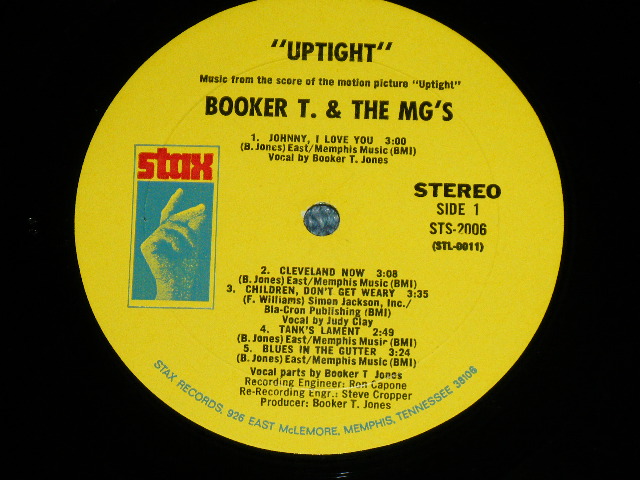 "UPTIGHT"
Music from the score of the motion picture "Uptight"
BOOKER T. & THE MG'S
1. JOHNNY, I LOVE YOU 3:00
(B. Jones) East/Memphis Music (BMI)
Vocal by Booker T. Jones
stax
STEREO
SIDE 1
STS-2006
(STL-0011)
2. CLEVELAND NOW 3:08
(B. Jones) East/Memphis Music (BMI)
3. CHILDREN, DON'T GET WEARY 3:35
(F. Williams) Simon Jackson, Inc./
Bla-Cron Publishing (BMI)
Vocal by Judy Clay
4. TANK'S LAMENT 2:49
(B. Jones) East/Memphis Music (BMI)
5. BLUES IN THE GUTTER 3:24
(B. Jones) East/Memphis Music (BMI)
Vocal parts by Booker T Jones
Recording Engineer: Ron Capone
Re-Recording Engr.: Steve Cropper
Producer: Booker T. Jones
STAX RECORDS, 926 EAST McLEMORE, MEMPHIS, TENNESSEE 38106